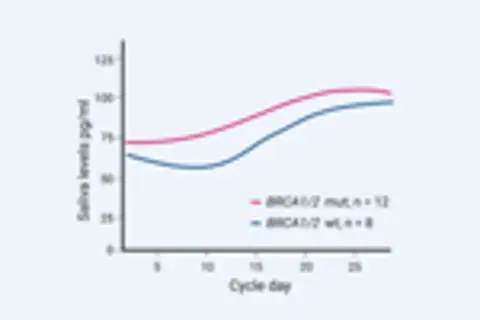 Saliva levels pg/ml
125
100
75
50
25
0
5 10 15 20 25
Cycle day
BRCA1/2 mut, n = 12
BRCA1/2 wt, n = 8